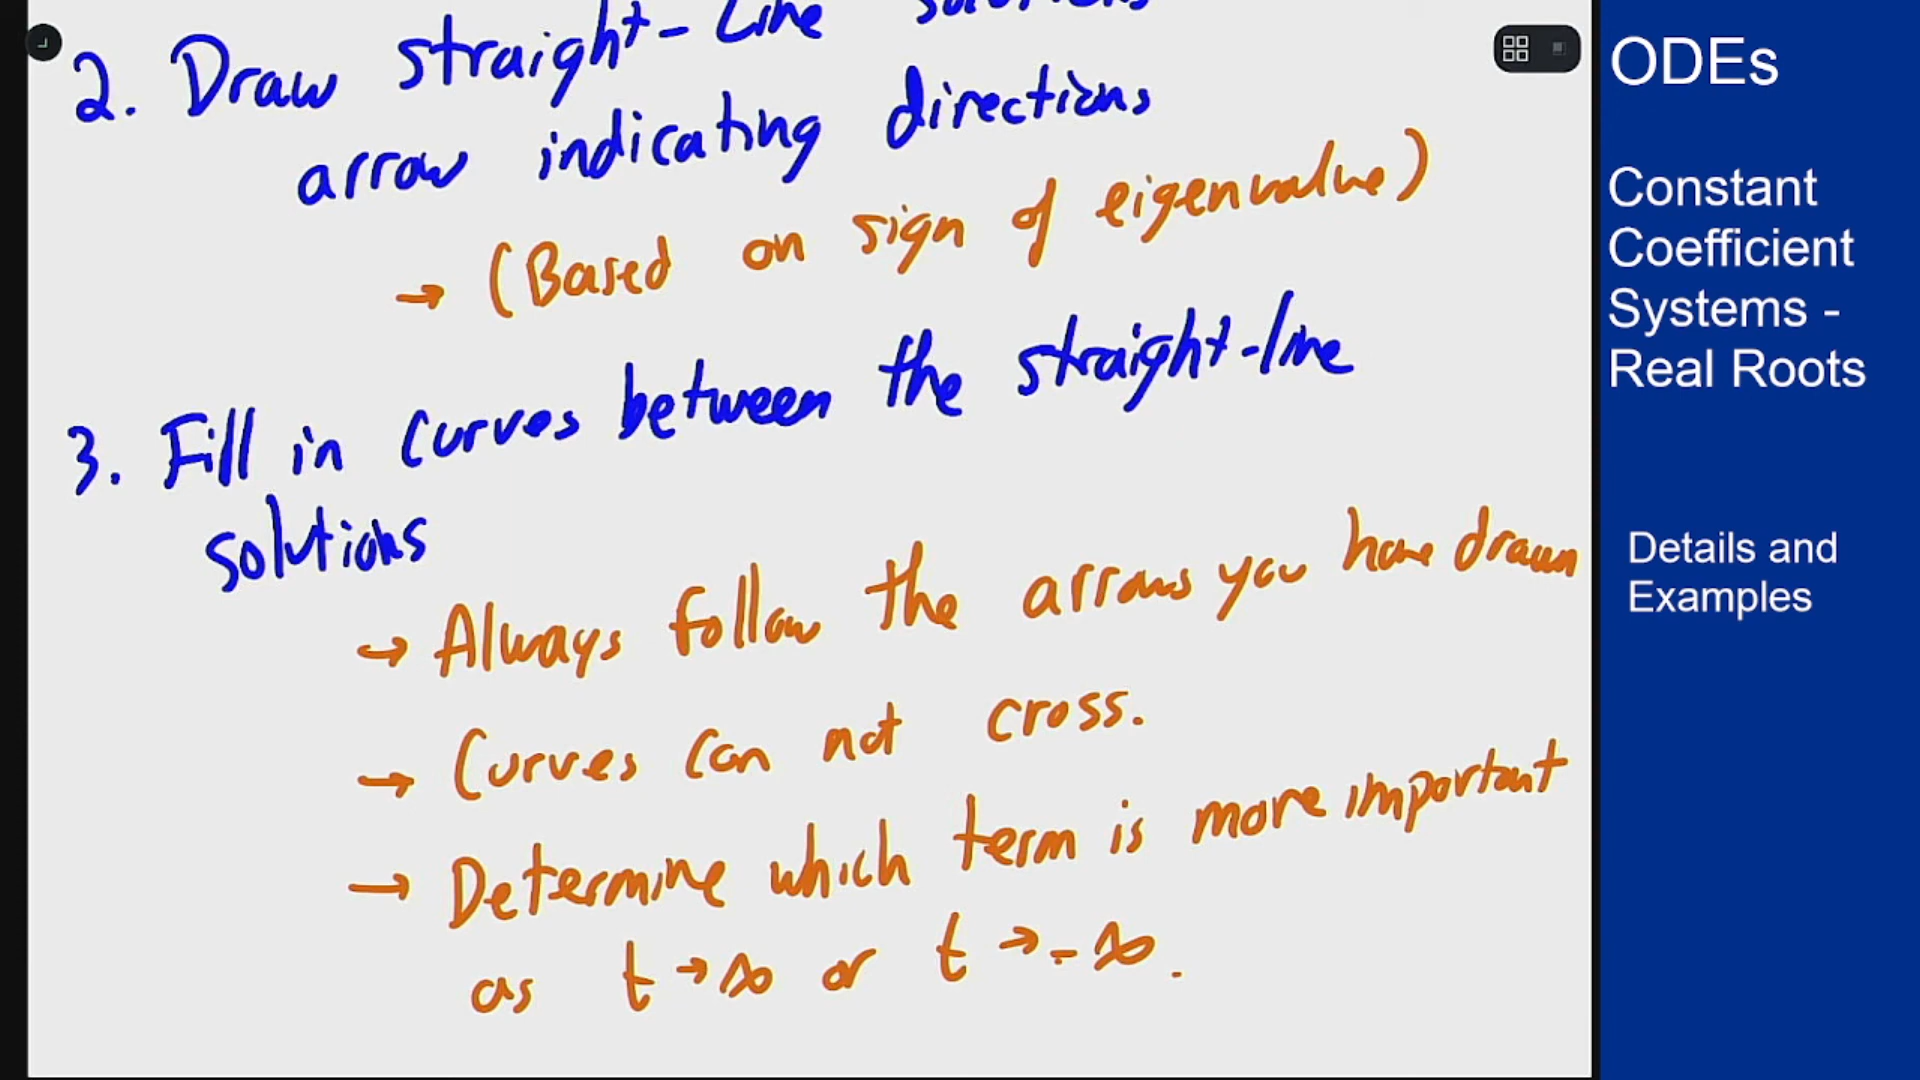 2. Draw straight-Line solutions
arrow indicating directions
→ (Based on sign of eigenvalue)
3. Fill in curves between the straight-line
solutions
→ Always follow the arrows you have drawn
→ Curves can not cross.
→ Determine which term is more important
as t → ∞ or t → -∞.
ODEs
Constant
Coefficient
Systems -
Real Roots
Details and
Examples